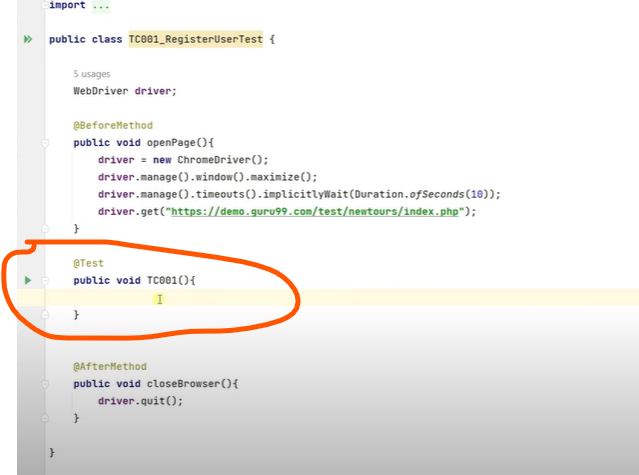 import ...
public class TC001_RegisterUserTest {
5 usages
WebDriver driver;
@BeforeMethod
public void openPage(){
driver = new ChromeDriver();
driver.manage().window().maximize();
driver.manage().timeouts().implicitlyWait(Duration.ofSeconds(10));
driver.get("https://demo.guru99.com/test/newtours/index.php");
}
@Test
public void TC001(){
}
@AfterMethod
public void closeBrowser(){
driver.quit();
}
}